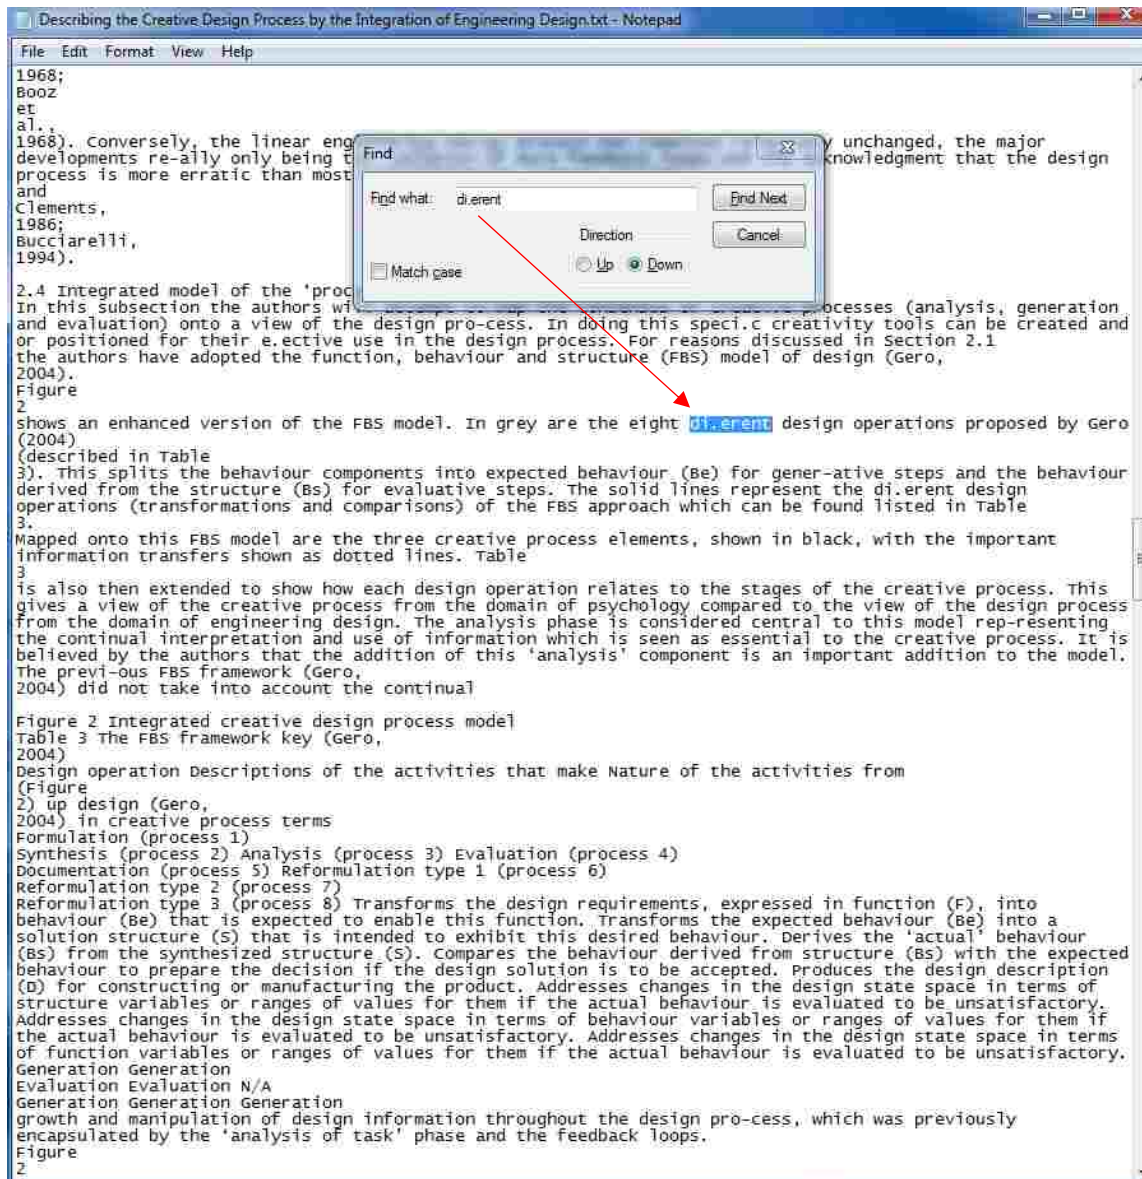 Describing the Creative Design Process by the Integration of Engineering Design.txt - Notepad
File Edit Format View Help
1968;
Booz
et
al.,
1968). Conversely, the linear eng y unchanged, the major
developments re-ally only being t knowledgment that the design
process is more erratic than most
and
Clements,
1986;
Bucciarelli,
1994).
Find
Find what: di.erent Find Next
Direction Cancel
Match case Up Down
2.4 Integrated model of the 'proc
In this subsection the authors processes (analysis, generation
and evaluation) onto a view of the design pro-cess. In doing this speci.c creativity tools can be created and
or positioned for their e.ective use in the design process. For reasons discussed in Section 2.1
the authors have adopted the function, behaviour and structure (FBS) model of design (Gero,
2004).
Figure
2
shows an enhanced version of the FBS model. In grey are the eight di.erent design operations proposed by Gero
(2004)
(described in Table
3). This splits the behaviour components into expected behaviour (Be) for gener-ative steps and the behaviour
derived from the structure (Bs) for evaluative steps. The solid lines represent the di.erent design
operations (transformations and comparisons) of the FBS approach which can be found listed in Table
3.
Mapped onto this FBS model are the three creative process elements, shown in black, with the important
information transfers shown as dotted lines. Table
3
is also then extended to show how each design operation relates to the stages of the creative process. This
gives a view of the creative process from the domain of psychology compared to the view of the design process
from the domain of engineering design. The analysis phase is considered central to this model rep-resenting
the continual interpretation and use of information which is seen as essential to the creative process. It is
believed by the authors that the addition of this 'analysis' component is an important addition to the model.
The previ-ous FBS framework (Gero,
2004) did not take into account the continual
Figure 2 Integrated creative design process model
Table 3 The FBS framework key (Gero,
2004)
Design operation Descriptions of the activities that make Nature of the activities from
(Figure
2) up design (Gero,
2004) in creative process terms
Formulation (process 1)
Synthesis (process 2) Analysis (process 3) Evaluation (process 4)
Documentation (process 5) Reformulation type 1 (process 6)
Reformulation type 2 (process 7)
Reformulation type 3 (process 8) Transforms the design requirements, expressed in function (F), into
behaviour (Be) that is expected to enable this function. Transforms the expected behaviour (Be) into a
solution structure (S) that is intended to exhibit this desired behaviour. Derives the 'actual' behaviour
(Bs) from the synthesized structure (S). Compares the behaviour derived from structure (Bs) with the expected
behaviour to prepare the decision if the design solution is to be accepted. Produces the design description
(D) for constructing or manufacturing the product. Addresses changes in the design state space in terms of
structure variables or ranges of values for them if the actual behaviour is evaluated to be unsatisfactory.
Addresses changes in the design state space in terms of behaviour variables or ranges of values for them if
the actual behaviour is evaluated to be unsatisfactory. Addresses changes in the design state space in terms
of function variables or ranges of values for them if the actual behaviour is evaluated to be unsatisfactory.
Generation Generation
Evaluation Evaluation N/A
Generation Generation Generation
growth and manipulation of design information throughout the design pro-cess, which was previously
encapsulated by the 'analysis of task' phase and the feedback loops.
Figure
2